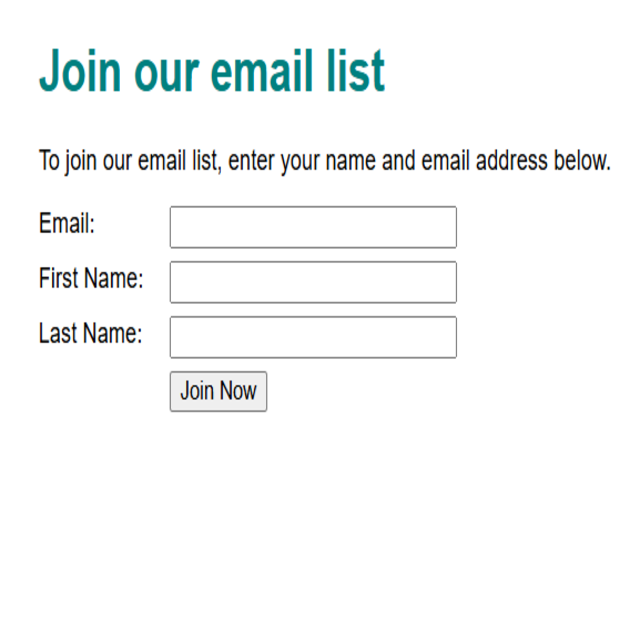 Join our email list
To join our email list, enter your name and email address below.
Email:
First Name:
Last Name:
Join Now